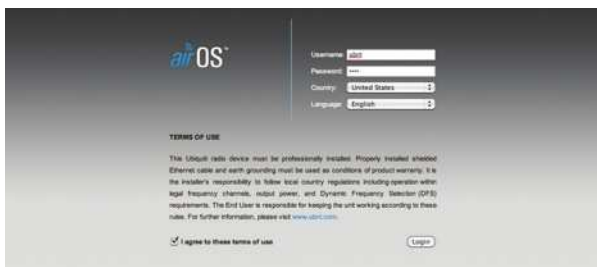 airOS™
Username: ubnt
Password: ••••
Country: United States
Language: English
TERMS OF USE
This Ubiquiti radio device must be professionally installed. Properly installed shielded
Ethernet cable and earth grounding must be used as conditions of product warranty. It is
the installer's responsibility to follow local country regulations including operation within
legal frequency channels, output power, and Dynamic Frequency Selection (DFS)
requirements. The End User is responsible for keeping the unit working according to these
rules. For further information, please visit www.ubnt.com.
I agree to these terms of use
Login